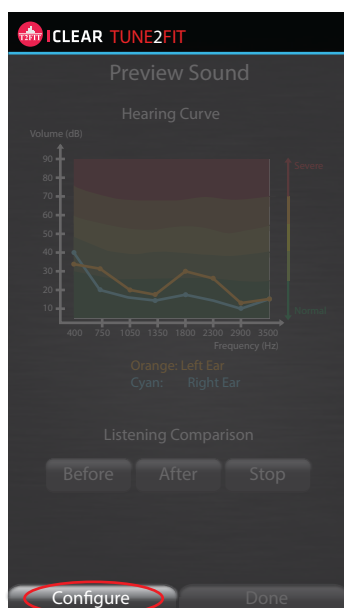 T2FIT ICLEAR TUNE2FIT
Preview Sound
Hearing Curve
Volume (dB)
90
80
70
60
50
40
30
20
10
Severe
Normal
400 750 1050 1350 1800 2300 2900 3500
Frequency (Hz)
Orange: Left Ear
Cyan: Right Ear
Listening Comparison
Before After Stop
Configure Done